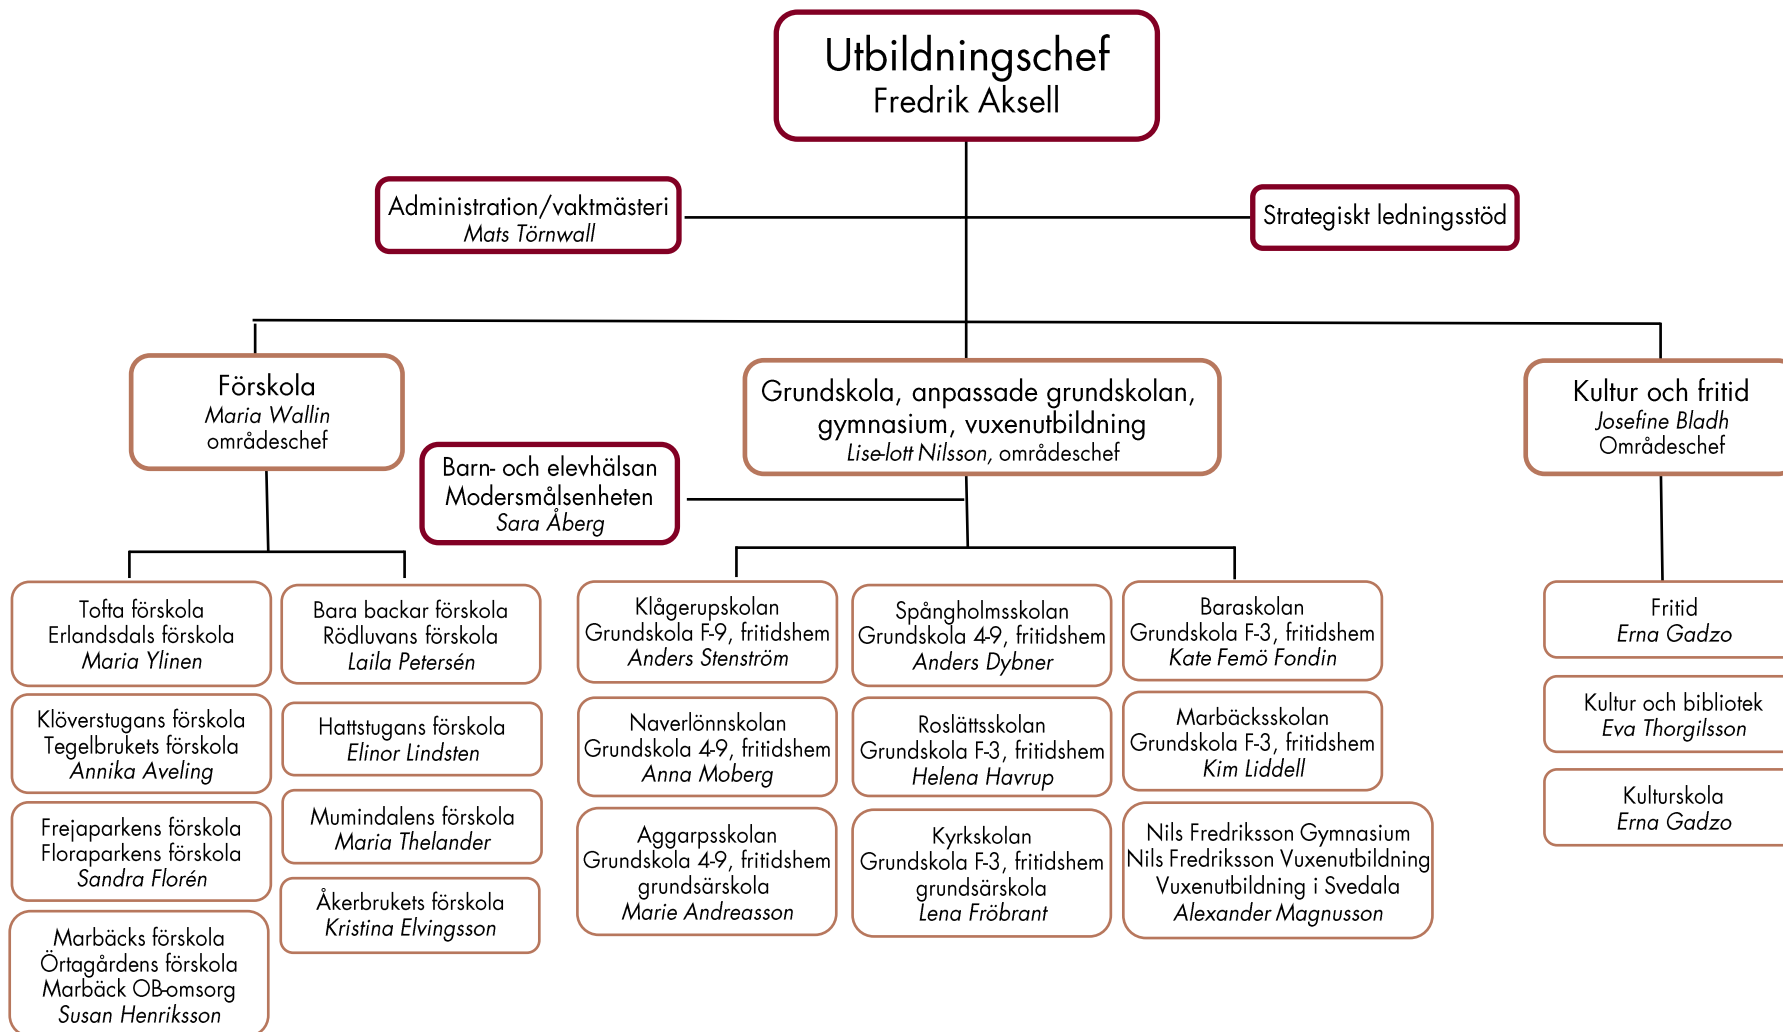 Utbildningschef
Fredrik Aksell
Administration/vaktmästeri
Mats Törnwall
Strategiskt ledningsstöd
Förskola
Maria Wallin
områdeschef
Grundskola, anpassade grundskolan,
gymnasium, vuxenutbildning
Lise-lott Nilsson, områdeschef
Kultur och fritid
Josefine Bladh
Områdeschef
Barn- och elevhälsan
Modersmålsenheten
Sara Åberg
Tofta förskola
Erlandsdals förskola
Maria Ylinen
Klöverstugans förskola
Tegelbrukets förskola
Annika Aveling
Frejaparkens förskola
Floraparkens förskola
Sandra Florén
Marbäcks förskola
Örtagårdens förskola
Marbäck OB-omsorg
Susan Henriksson
Bara backar förskola
Rödluvans förskola
Laila Petersén
Hattstugans förskola
Elinor Lindsten
Mumindalens förskola
Maria Thelander
Åkerbrukets förskola
Kristina Elvingsson
Klågerupskolan
Grundskola F-9, fritidshem
Anders Stenström
Naverlönnskolan
Grundskola 4-9, fritidshem
Anna Moberg
Aggarpsskolan
Grundskola 4-9, fritidshem
grundsärskola
Marie Andreasson
Spångholmsskolan
Grundskola 4-9, fritidshem
Anders Dybner
Roslättsskolan
Grundskola F-3, fritidshem
Helena Havrup
Kyrkskolan
Grundskola F-3, fritidshem
grundsärskola
Lena Fröbrant
Baraskolan
Grundskola F-3, fritidshem
Kate Femö Fondin
Marbäcksskolan
Grundskola F-3, fritidshem
Kim Liddell
Nils Fredriksson Gymnasium
Nils Fredriksson Vuxenutbildning
Vuxenutbildning i Svedala
Alexander Magnusson
Fritid
Erna Gadzo
Kultur och bibliotek
Eva Thorgilsson
Kulturskola
Erna Gadzo